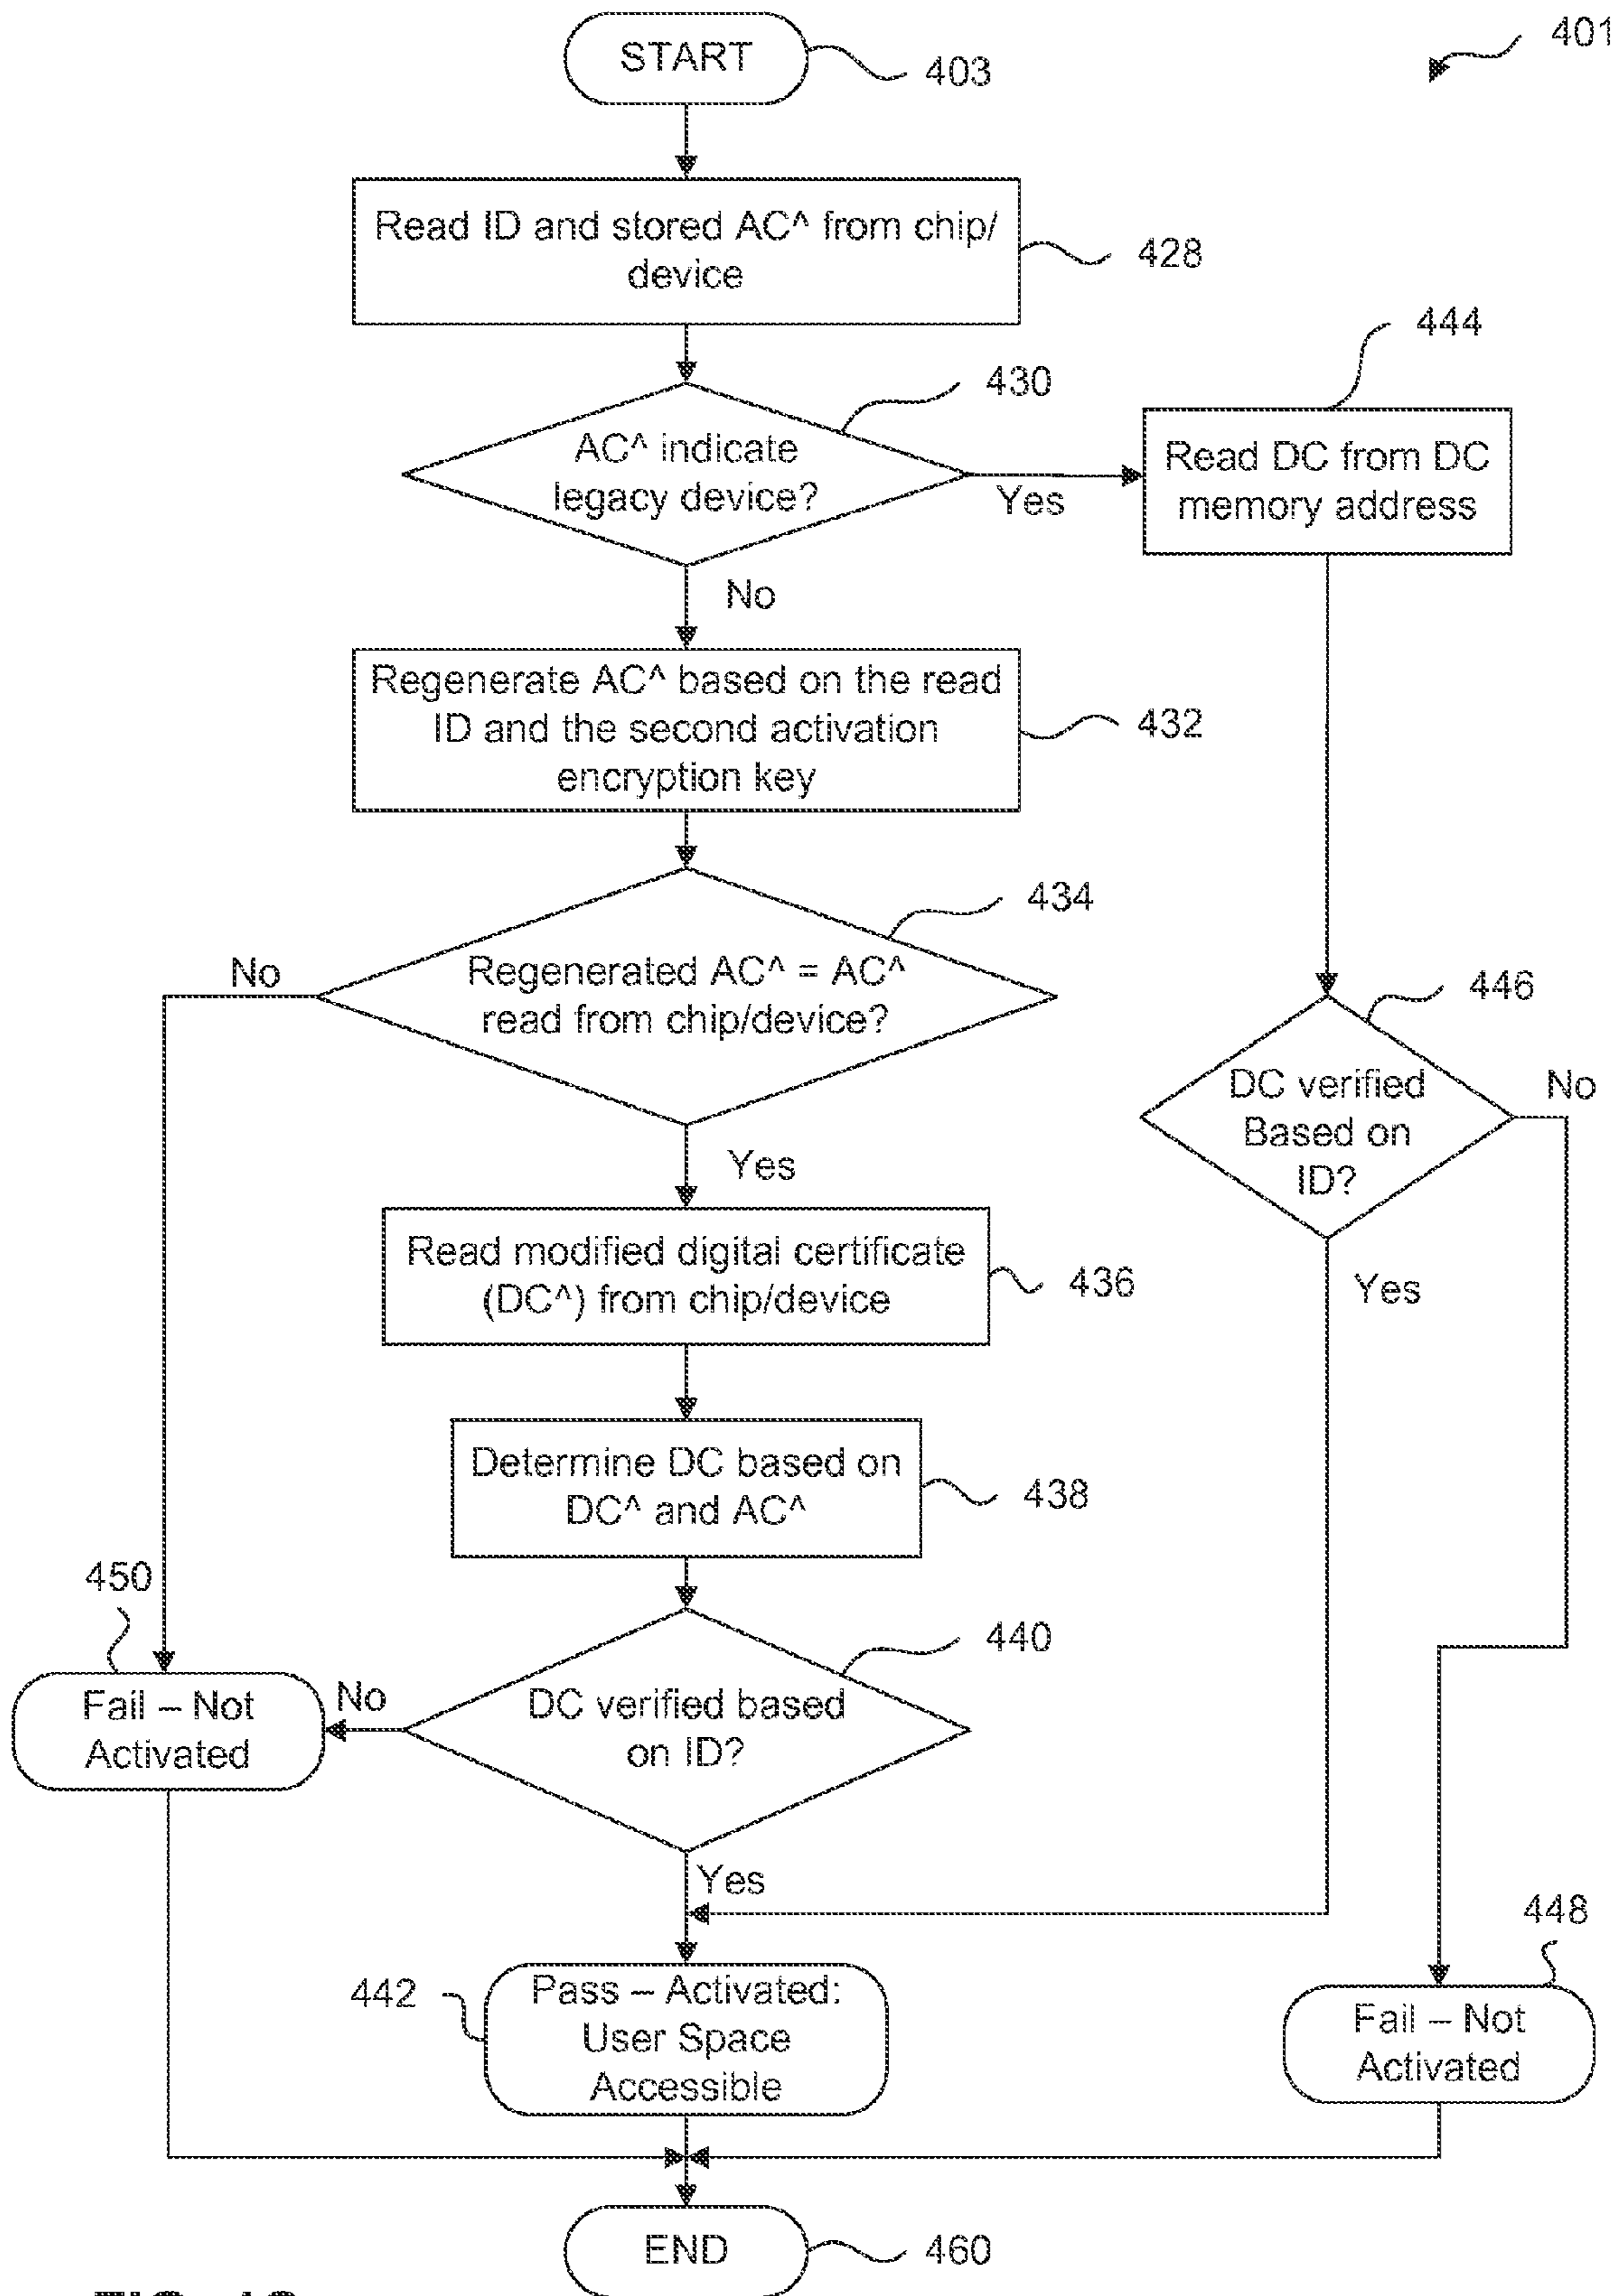 401
START
403
Read ID and stored AC^ from chip/
device
428
444
430
AC^ indicate
legacy device?
Yes
Read DC from DC
memory address
No
Regenerate AC^ based on the read
ID and the second activation
encryption key
432
434
No
Regenerated AC^ = AC^
read from chip/device?
446
DC verified
Based on
ID?
No
Yes
Yes
Read modified digital certificate
(DC^) from chip/device
436
Determine DC based on
DC^ and AC^
438
450
440
Fail – Not
Activated
No
DC verified based
on ID?
Yes
448
442
Pass – Activated:
User Space
Accessible
Fail – Not
Activated
END
460